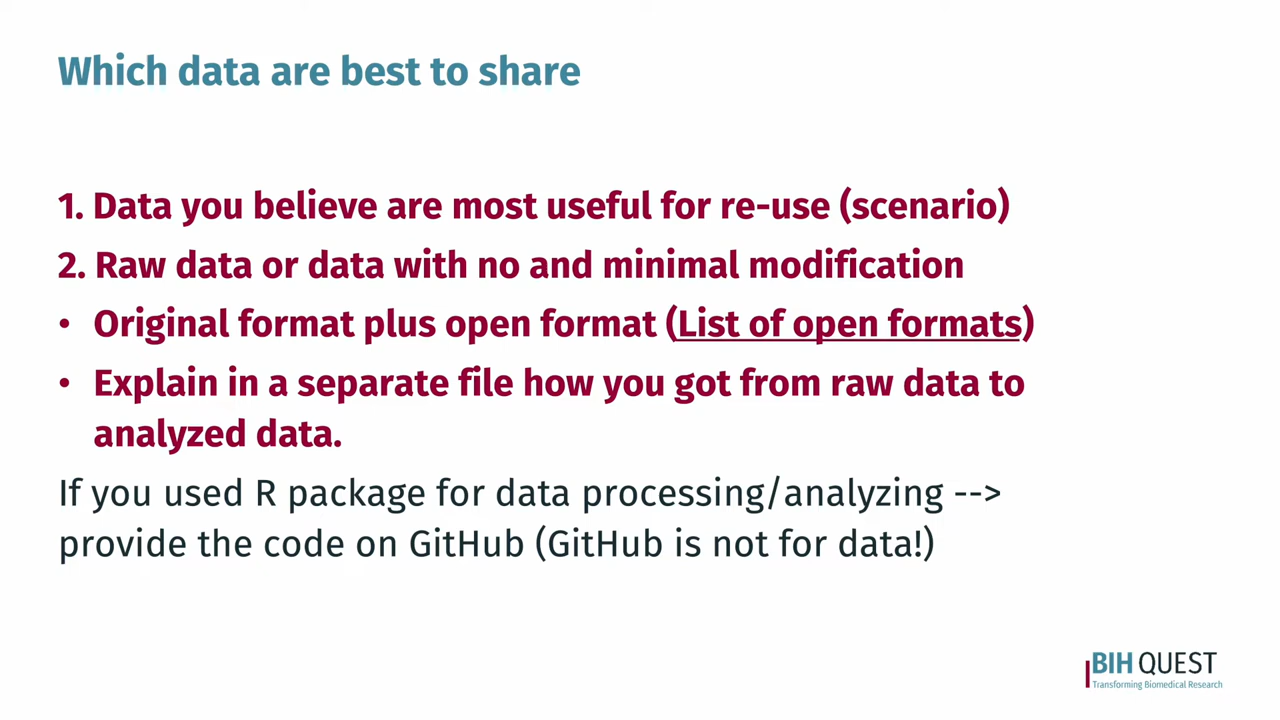 Which data are best to share
1. Data you believe are most useful for re-use (scenario)
2. Raw data or data with no and minimal modification
• Original format plus open format (List of open formats)
• Explain in a separate file how you got from raw data to
analyzed data.
If you used R package for data processing/analyzing -->
provide the code on GitHub (GitHub is not for data!)
BIH QUEST
Transforming Biomedical Research